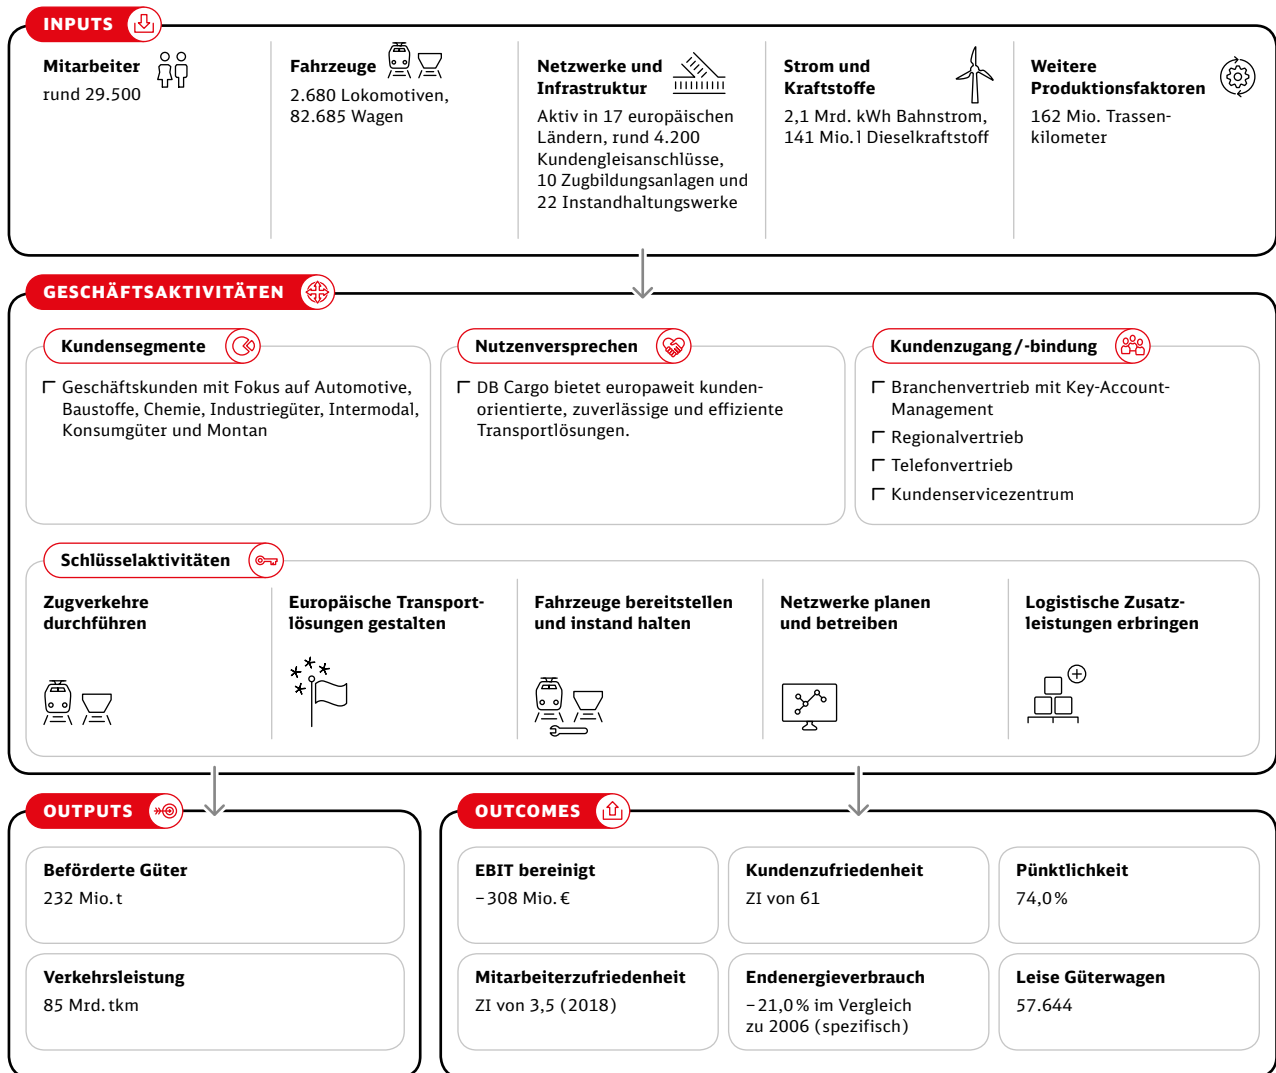 INPUTS
Mitarbeiter
rund 29.500
Fahrzeuge
2.680 Lokomotiven,
82.685 Wagen
Netzwerke und
Infrastruktur
Aktiv in 17 europäischen
Ländern, rund 4.200
Kundengleisanschlüsse,
10 Zugbildungsanlagen und
22 Instandhaltungswerke
Strom und
Kraftstoffe
2,1 Mrd. kWh Bahnstrom,
141 Mio. l Dieselkraftstoff
Weitere
Produktionsfaktoren
162 Mio. Trassen-
kilometer
GESCHÄFTSAKTIVITÄTEN
Kundensegmente
Geschäftskunden mit Fokus auf Automotive,
Baustoffe, Chemie, Industriegüter, Intermodal,
Konsumgüter und Montan
Nutzenversprechen
DB Cargo bietet europaweit kunden-
orientierte, zuverlässige und effiziente
Transportlösungen.
Kundenzugang/-bindung
Branchenvertrieb mit Key-Account-
Management
Regionalvertrieb
Telefonvertrieb
Kundenservicezentrum
Schlüsselaktivitäten
Zugverkehre
durchführen
Europäische Transport-
lösungen gestalten
Fahrzeuge bereitstellen
und instand halten
Netzwerke planen
und betreiben
Logistische Zusatz-
leistungen erbringen
OUTPUTS
Beförderte Güter
232 Mio. t
Verkehrsleistung
85 Mrd. tkm
OUTCOMES
EBIT bereinigt
–308 Mio. €
Kundenzufriedenheit
ZI von 61
Pünktlichkeit
74,0%
Mitarbeiterzufriedenheit
ZI von 3,5 (2018)
Endenergieverbrauch
–21,0% im Vergleich
zu 2006 (spezifisch)
Leise Güterwagen
57.644